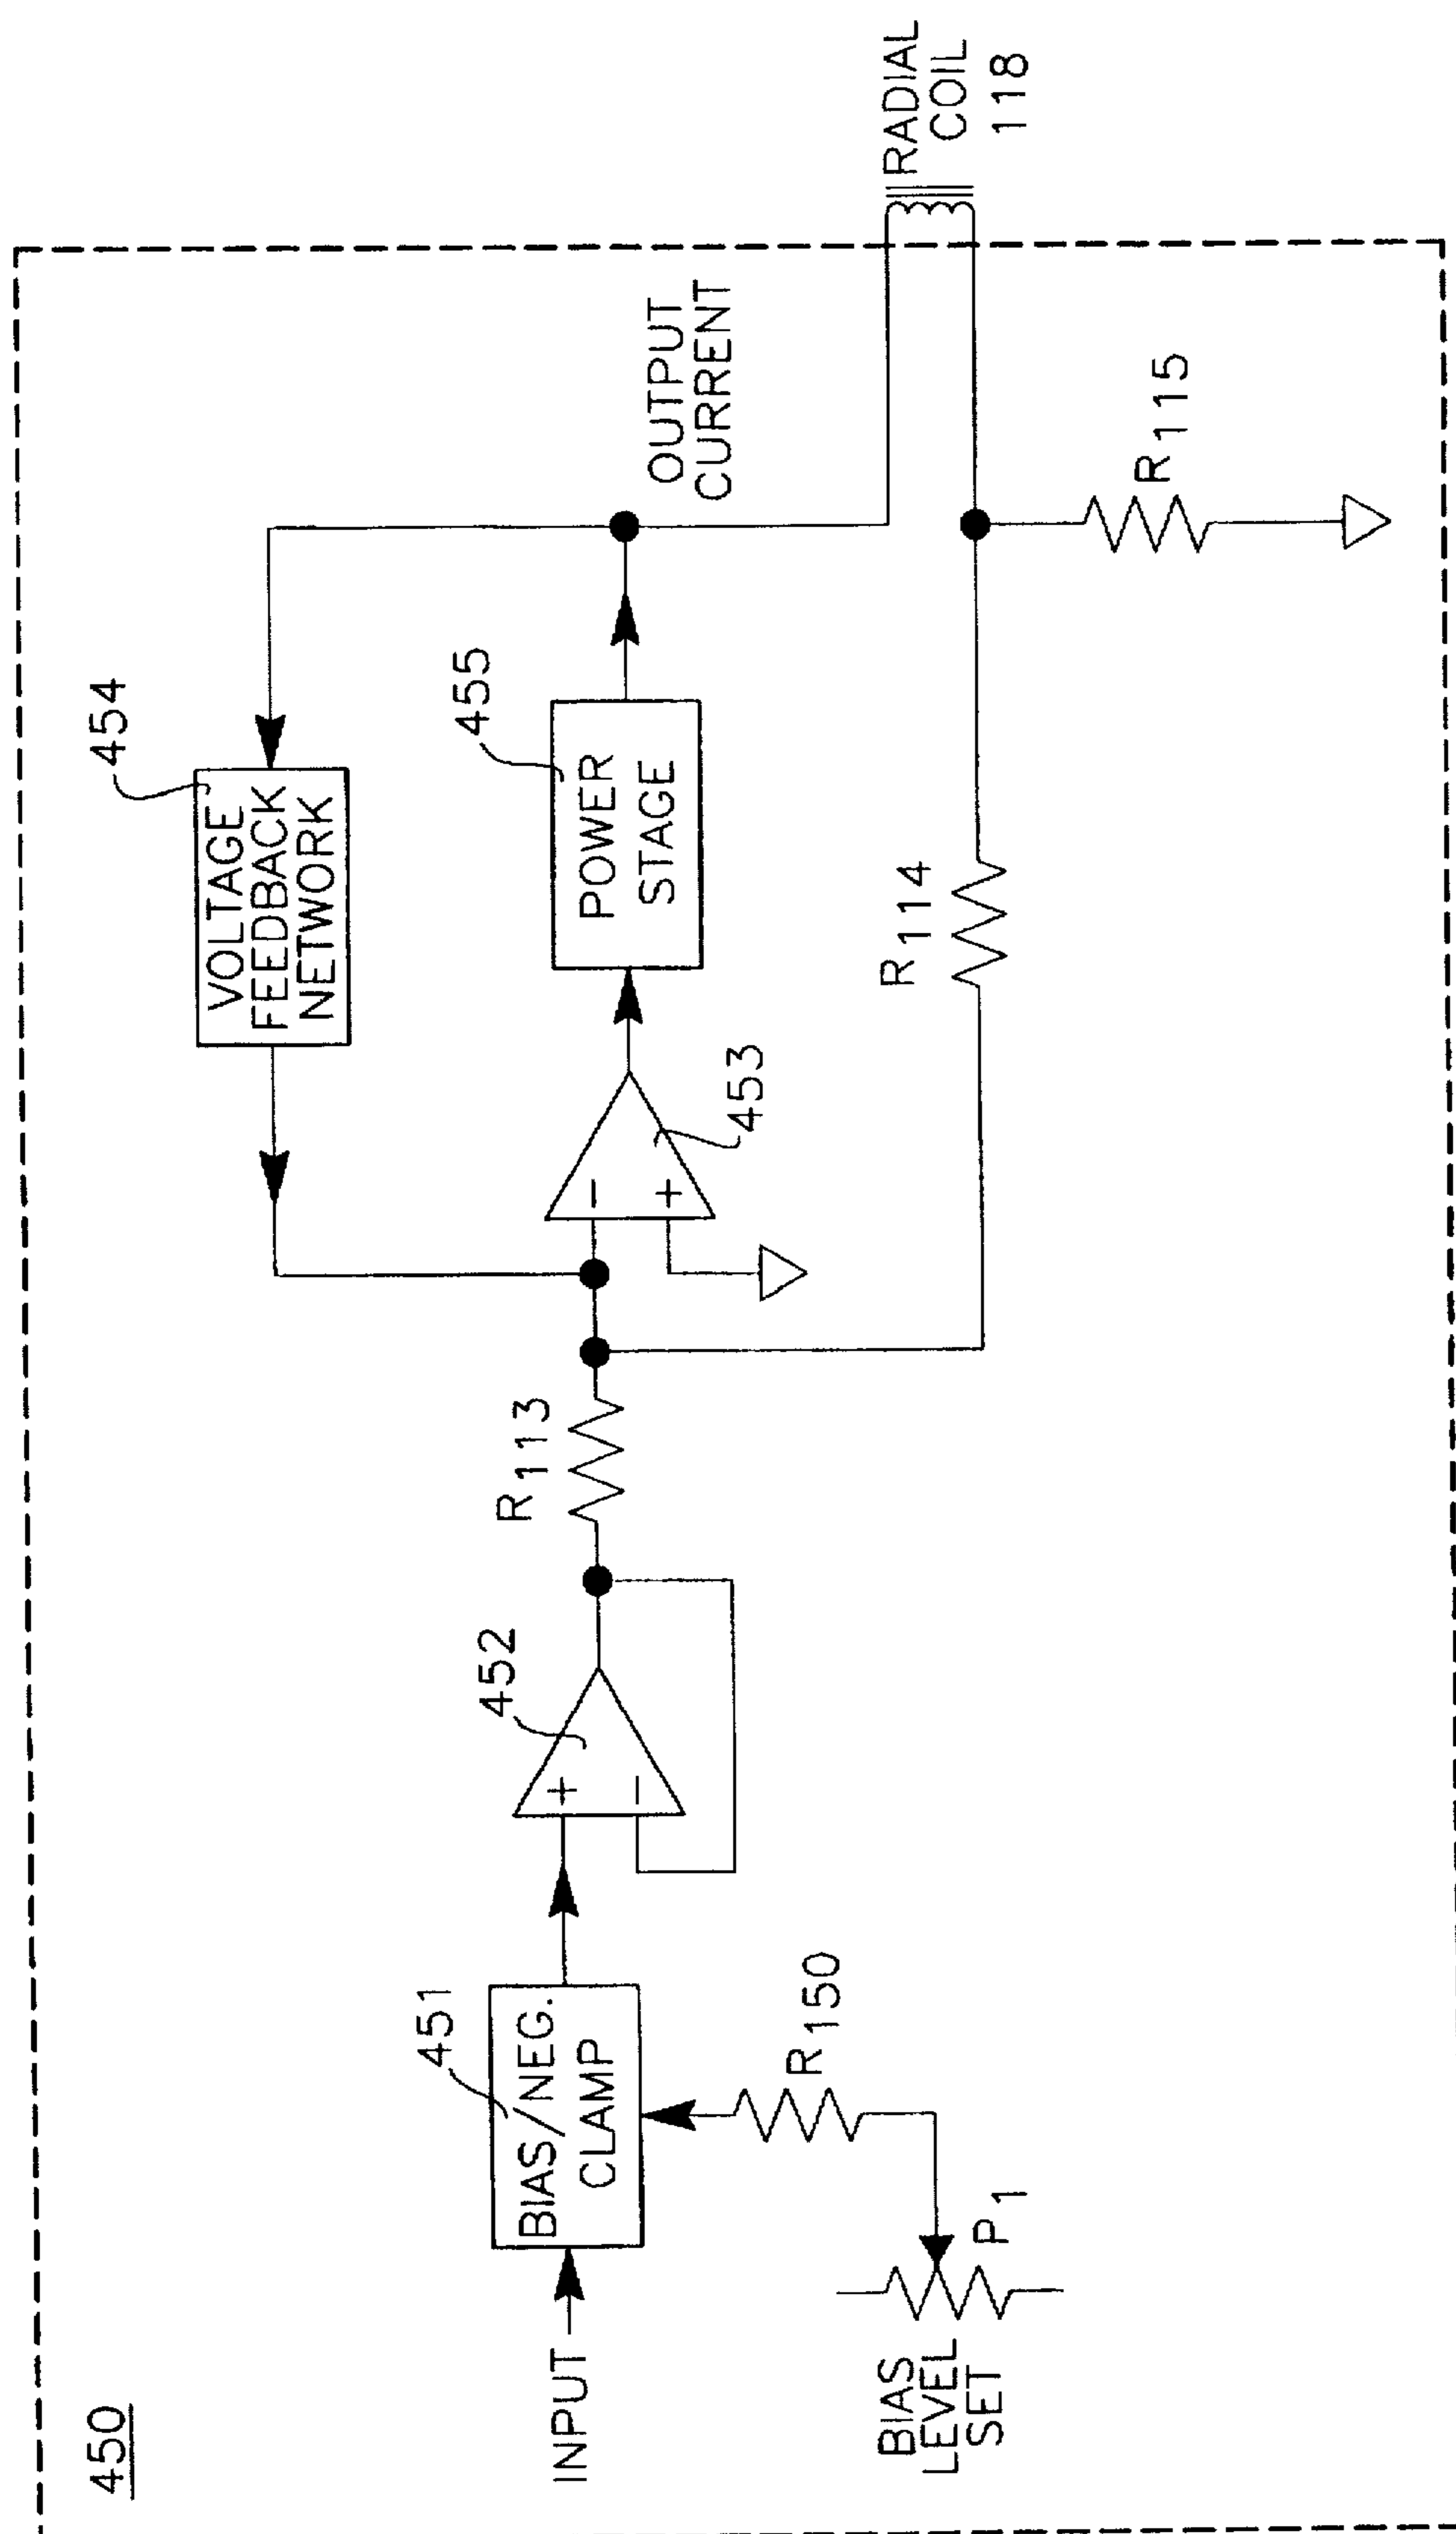 450
INPUT
BIAS/NEG.
CLAMP
451
BIAS
LEVEL
SET
P1
R150
452
+
−
R113
−
+
453
VOLTAGE
FEEDBACK
NETWORK
454
POWER
STAGE
455
R114
OUTPUT
CURRENT
R115
RADIAL
COIL
118